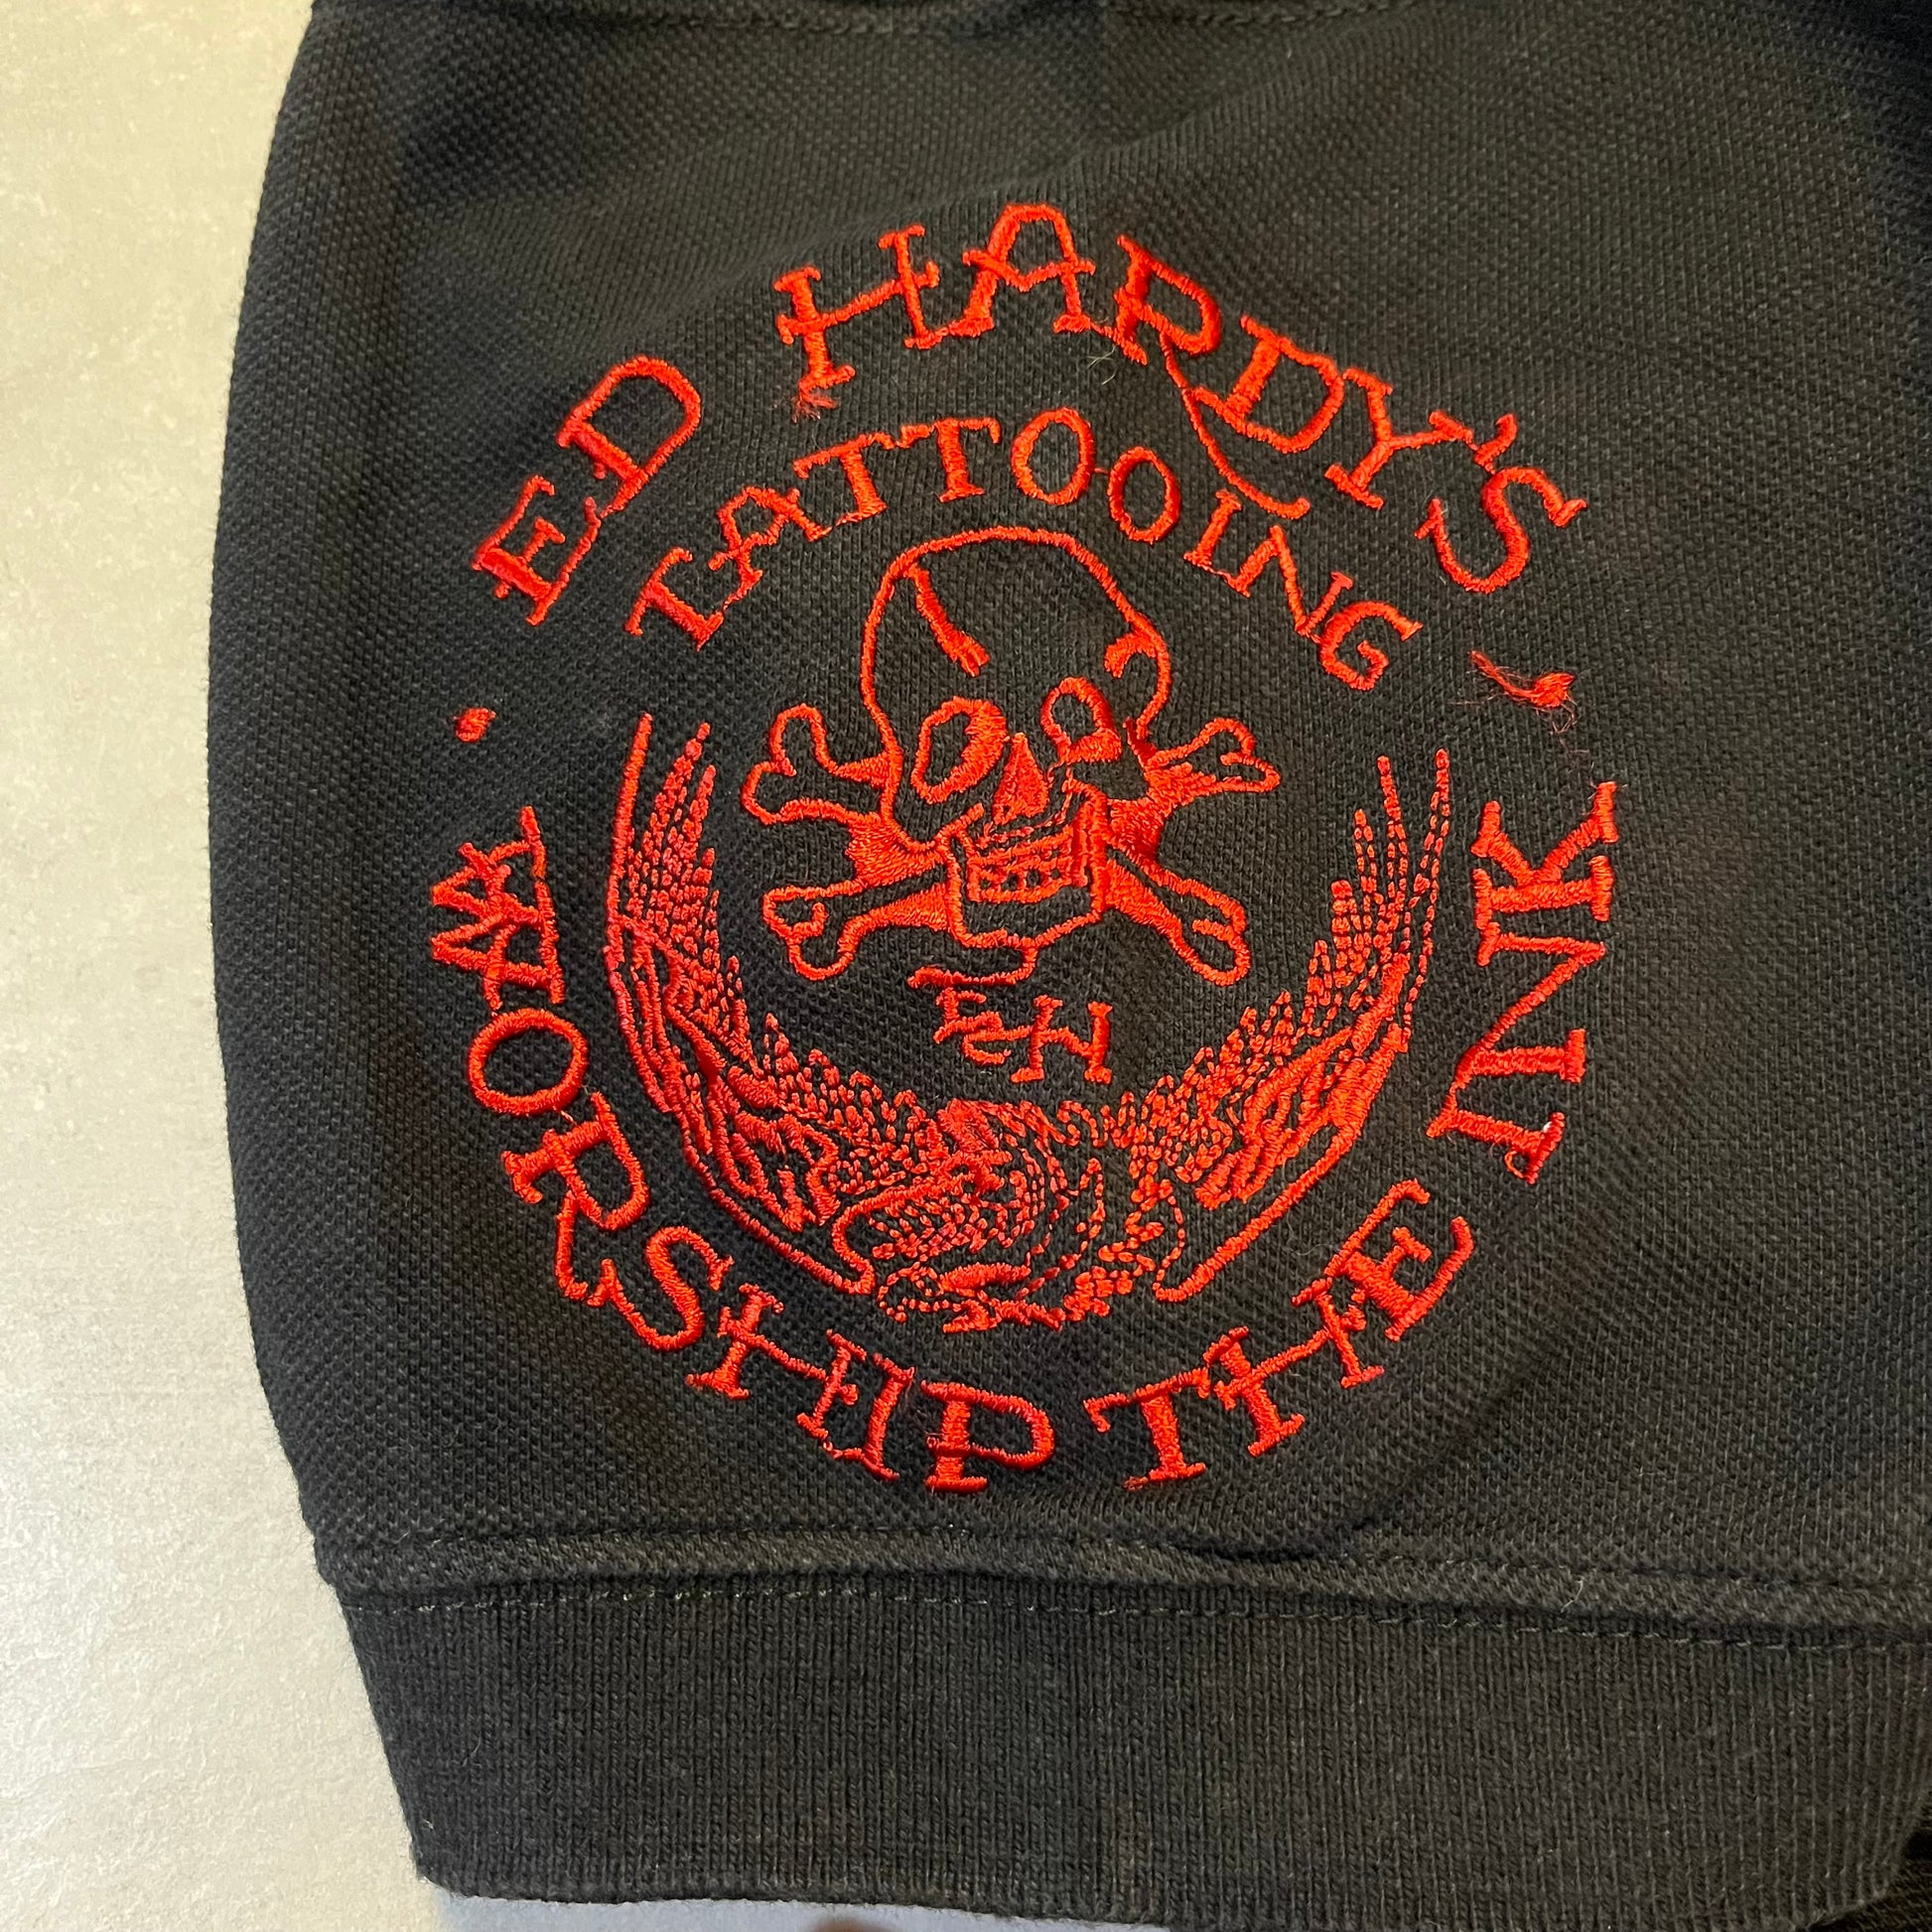 ED HARDY'S
TATTOOING
EH
WORSHIP THE INK